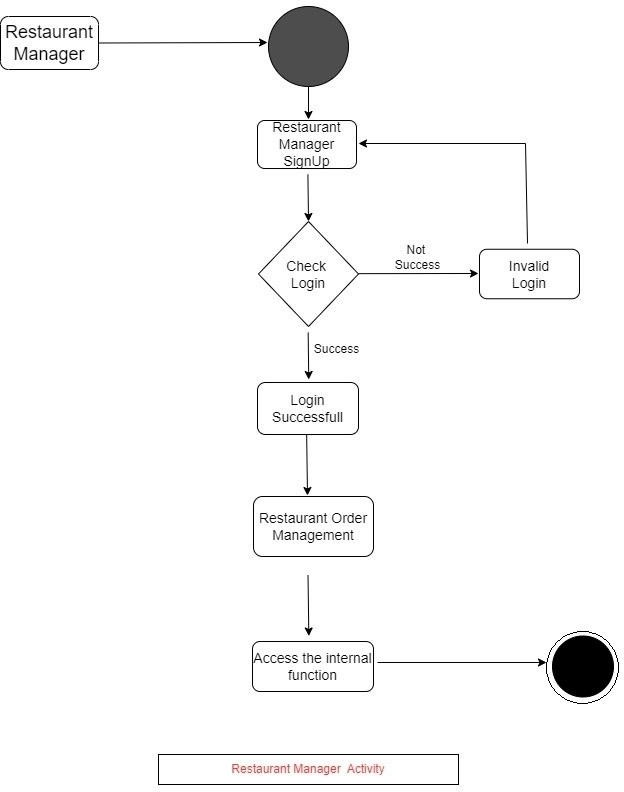 Restaurant
Manager
Restaurant
Manager
SignUp
Check
Login
Not
Success
Invalid
Login
Success
Login
Successfull
Restaurant Order
Management
Access the internal
function
Restaurant Manager Activity